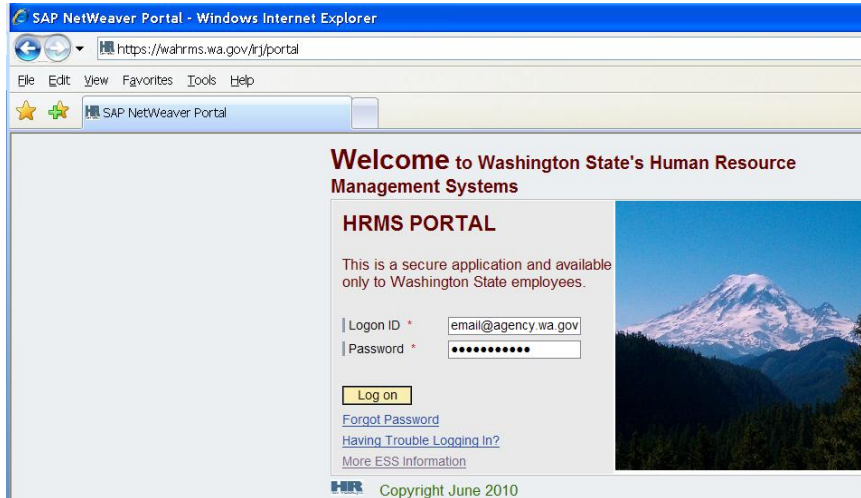 SAP NetWeaver Portal - Windows Internet Explorer
https://wahrms.wa.gov/irj/portal
File Edit View Favorites Tools Help
SAP NetWeaver Portal
Welcome to Washington State's Human Resource
Management Systems
HRMS PORTAL
This is a secure application and available
only to Washington State employees.
Logon ID * email@agency.wa.gov
Password * •••••••••••
Log on
Forgot Password
Having Trouble Logging In?
More ESS Information
HR Copyright June 2010